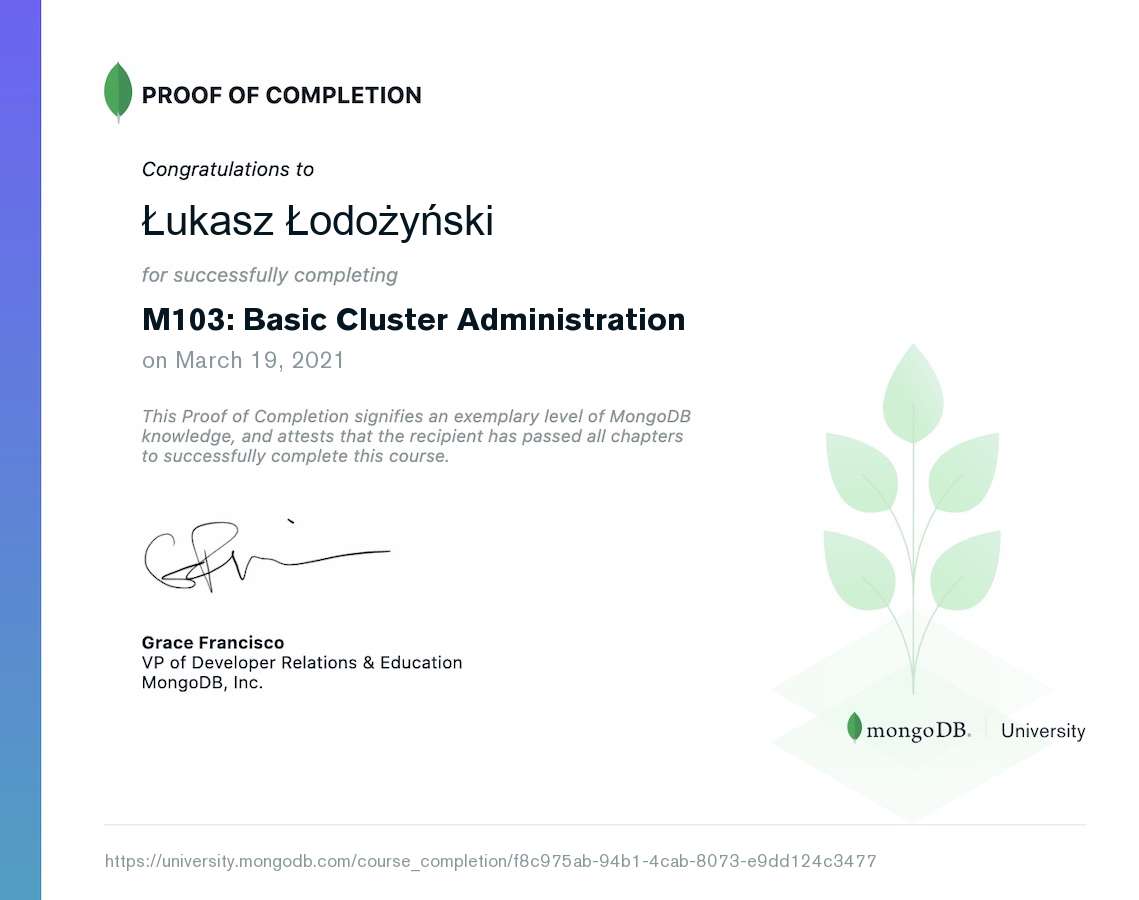 PROOF OF COMPLETION
Congratulations to
Łukasz Łodożyński
for successfully completing
M103: Basic Cluster Administration
on March 19, 2021
This Proof of Completion signifies an exemplary level of MongoDB
knowledge, and attests that the recipient has passed all chapters
to successfully complete this course.
Grace Francisco
VP of Developer Relations & Education
MongoDB, Inc.
mongoDB. University
https://university.mongodb.com/course_completion/f8c975ab-94b1-4cab-8073-e9dd124c3477